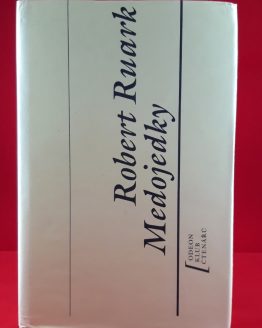 Robert Ruark
Medojedky
ODEON
KLUB
ČTENÁŘŮ